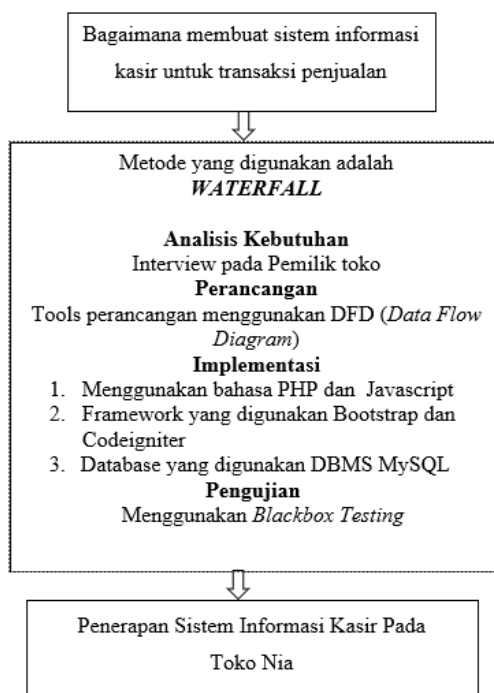 Bagaimana membuat sistem informasi
kasir untuk transaksi penjualan
Metode yang digunakan adalah
WATERFALL
Analisis Kebutuhan
Interview pada Pemilik toko
Perancangan
Tools perancangan menggunakan DFD (Data Flow
Diagram)
Implementasi
1. Menggunakan bahasa PHP dan Javascript
2. Framework yang digunakan Bootstrap dan
Codeigniter
3. Database yang digunakan DBMS MySQL
Pengujian
Menggunakan Blackbox Testing
Penerapan Sistem Informasi Kasir Pada
Toko Nia